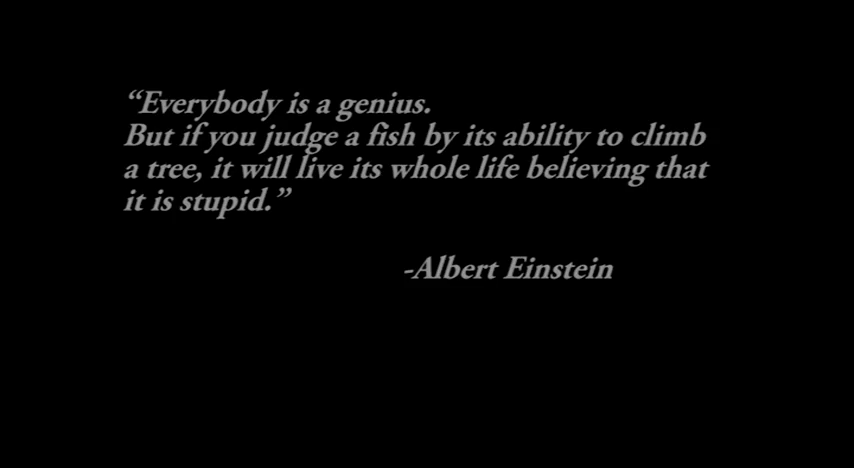 “Everybody is a genius.
But if you judge a fish by its ability to climb
a tree, it will live its whole life believing that
it is stupid.”
-Albert Einstein